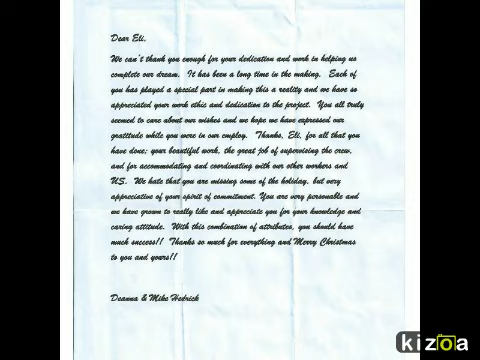 Dear Eli,
We can't thank you enough for your dedication and work in helping us
complete our dream. It has been a long time in the making. Each of
you has played a special part in making this a reality and we have so
appreciated your work ethic and dedication to the project. You all truly
seemed to care about our wishes and we hope we have expressed our
gratitude while you were in our employ. Thanks, Eli, for all that you
have done; your beautiful work, the great job of supervising the crew,
and for accommodating and coordinating with our other workers and
US. We hate that you are missing some of the holiday, but very
appreciative of your spirit of commitment. You are very personable and
we have grown to really like and appreciate you for your knowledge and
caring attitude. With this combination of attributes, you should have
much success!! Thanks so much for everything and Merry Christmas
to you and yours!!
Deanna & Mike Hedrick
kizoa